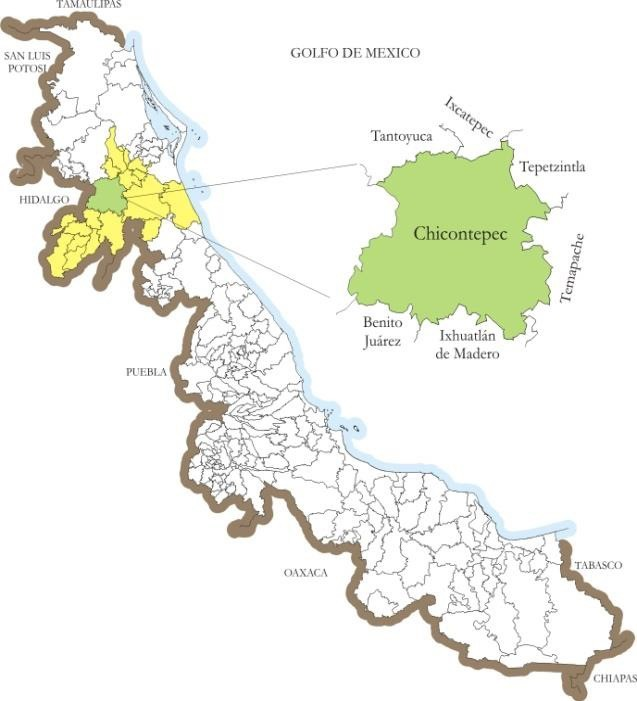 TAMAULIPAS
SAN LUIS
POTOSI
GOLFO DE MEXICO
Ixcatepec
Tantoyuca
Tepetzintla
HIDALGO
Chicontepec
Temapache
Benito
Juárez
Ixhuatlán
de Madero
PUEBLA
OAXACA
TABASCO
CHIAPAS